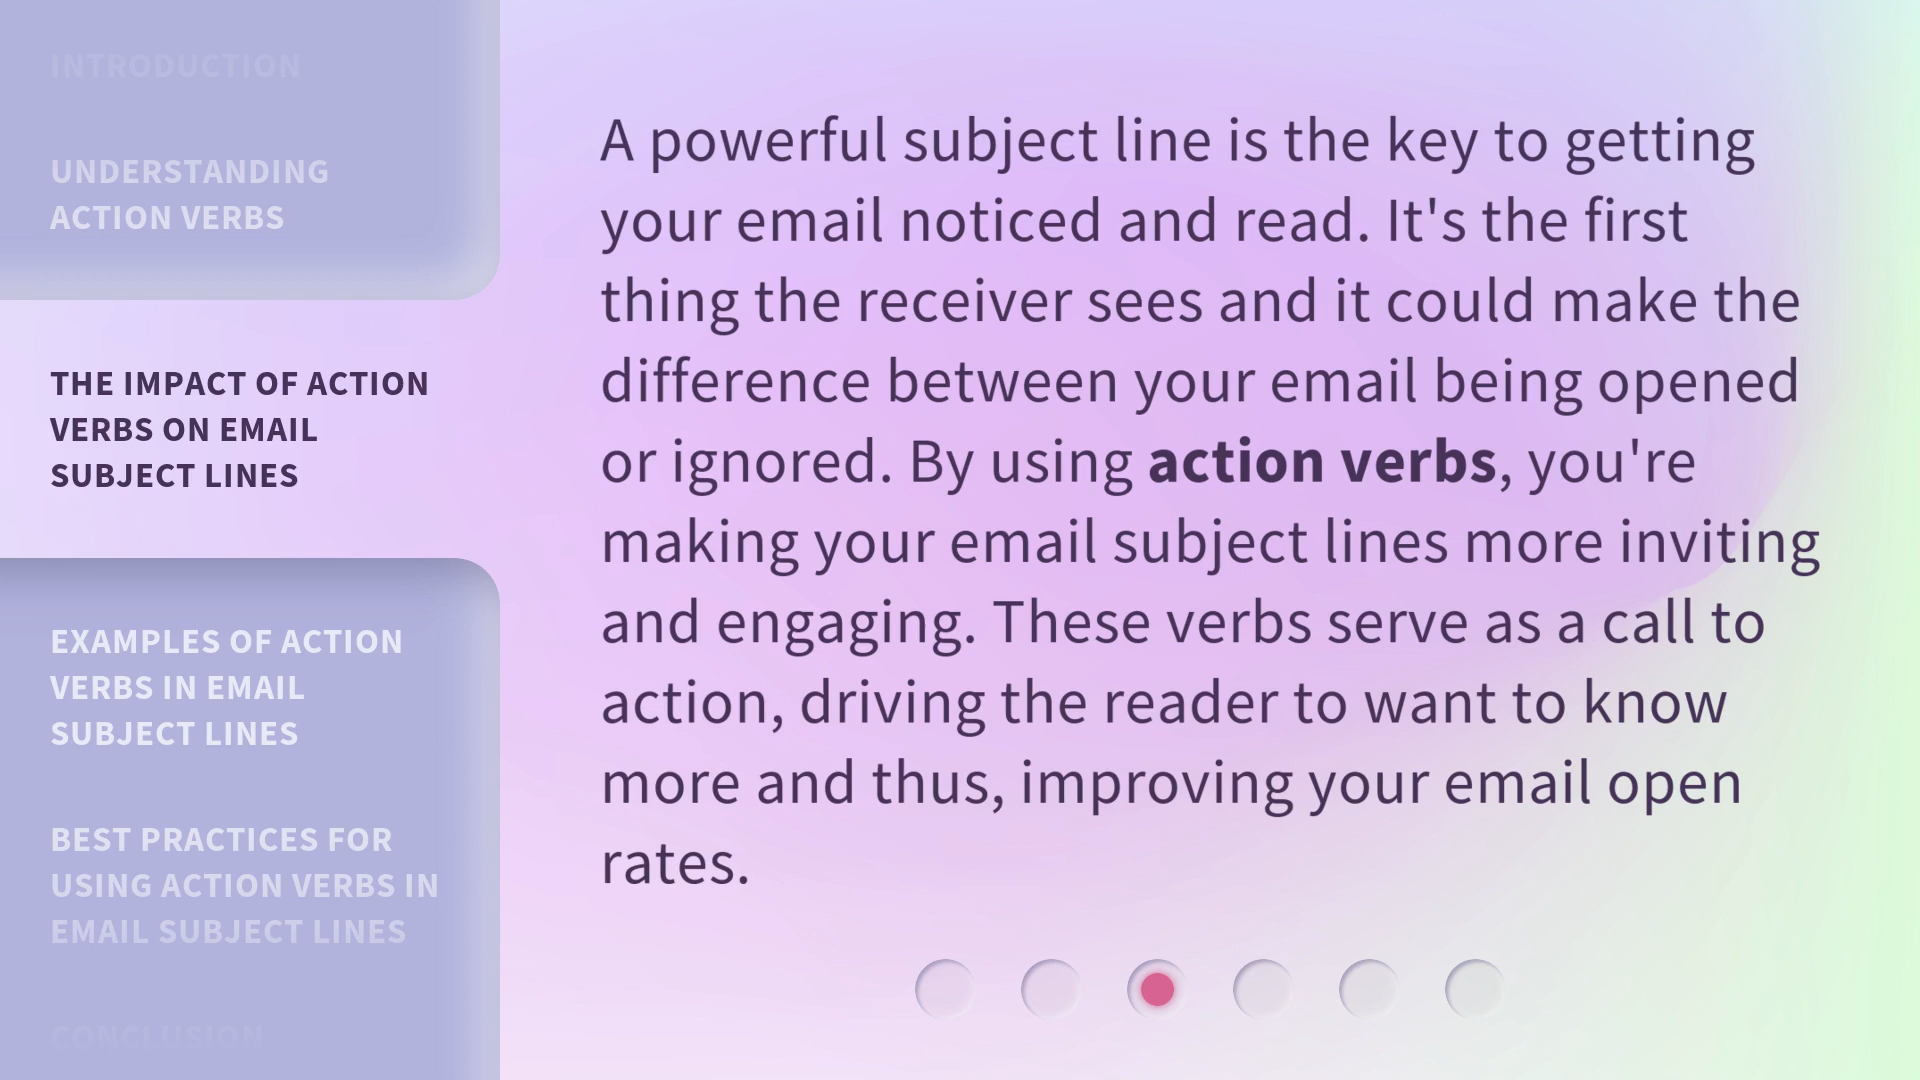 INTRODUCTION
UNDERSTANDING
ACTION VERBS
THE IMPACT OF ACTION
VERBS ON EMAIL
SUBJECT LINES
EXAMPLES OF ACTION
VERBS IN EMAIL
SUBJECT LINES
BEST PRACTICES FOR
USING ACTION VERBS IN
EMAIL SUBJECT LINES
CONCLUSION
A powerful subject line is the key to getting
your email noticed and read. It's the first
thing the receiver sees and it could make the
difference between your email being opened
or ignored. By using action verbs, you're
making your email subject lines more inviting
and engaging. These verbs serve as a call to
action, driving the reader to want to know
more and thus, improving your email open
rates.